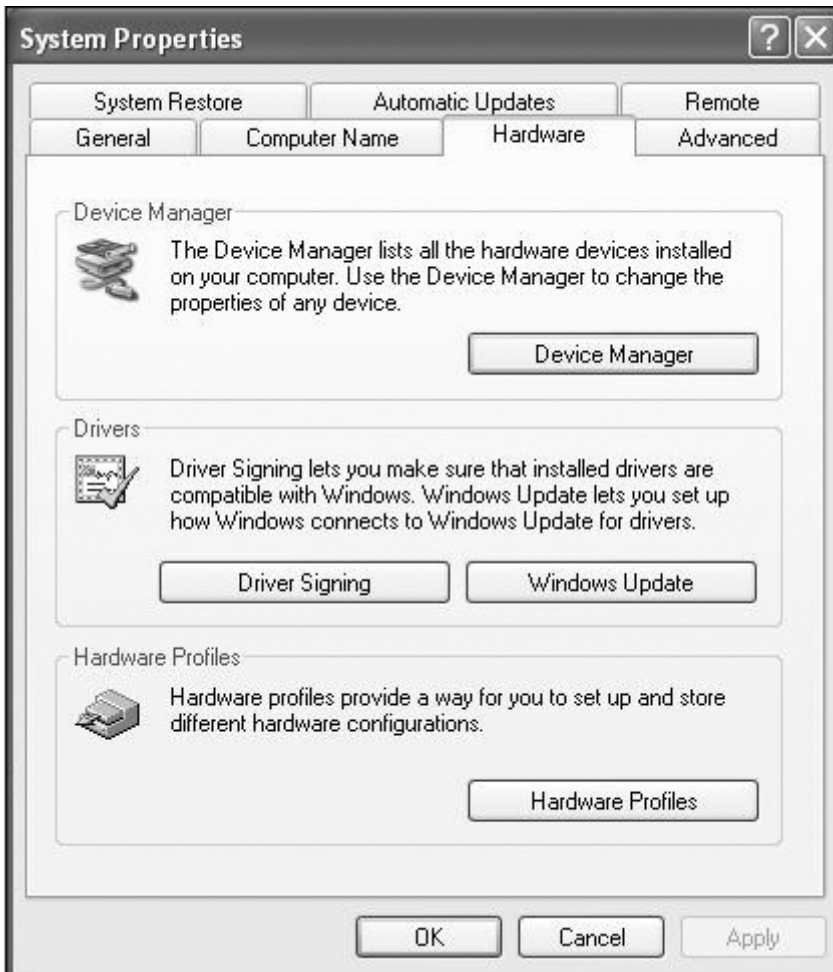 System Properties
System Restore
Automatic Updates
Remote
General
Computer Name
Hardware
Advanced
Device Manager
The Device Manager lists all the hardware devices installed
on your computer. Use the Device Manager to change the
properties of any device.
Device Manager
Drivers
Driver Signing lets you make sure that installed drivers are
compatible with Windows. Windows Update lets you set up
how Windows connects to Windows Update for drivers.
Driver Signing
Windows Update
Hardware Profiles
Hardware profiles provide a way for you to set up and store
different hardware configurations.
Hardware Profiles
OK
Cancel
Apply